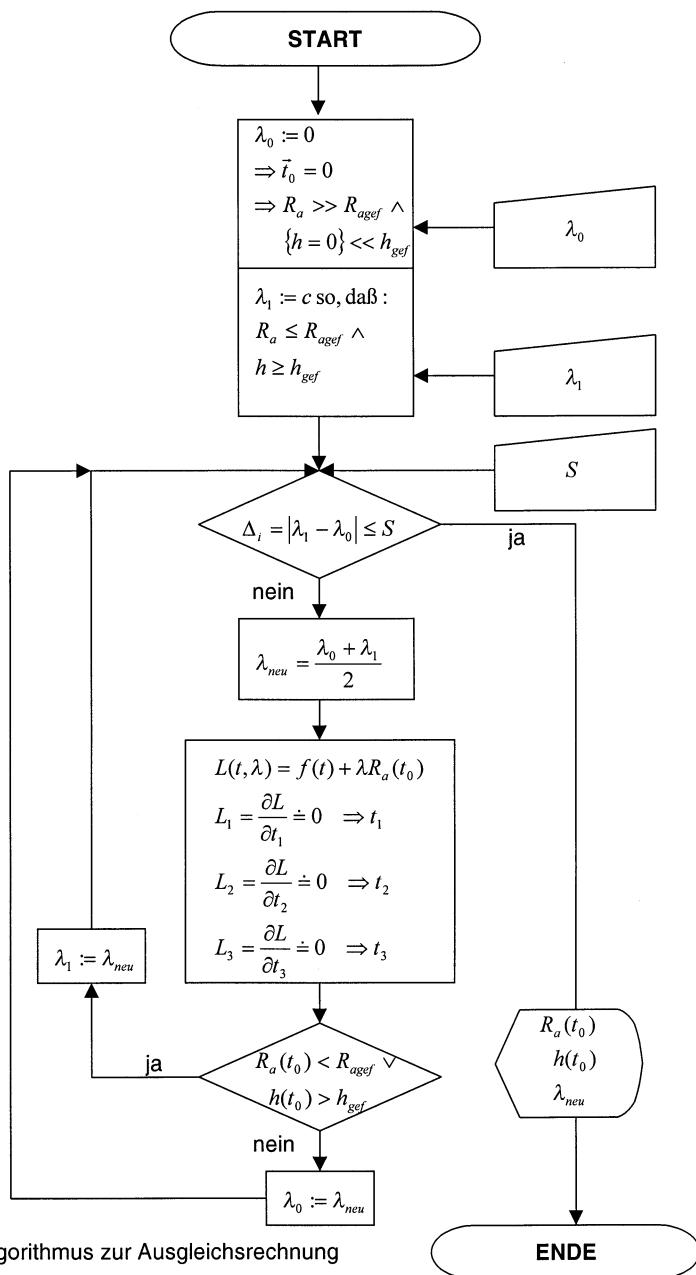 START
λ₀ := 0
⇒ t⃗₀ = 0
⇒ Rₐ >> R_agef ∧
{h = 0} << h_gef
λ₀
λ₁ := c so, daß :
Rₐ ≤ R_agef ∧
h ≥ h_gef
λ₁
S
Δᵢ = |λ₁ − λ₀| ≤ S
ja
nein
λ_neu = (λ₀ + λ₁) / 2
L(t, λ) = f(t) + λRₐ(t₀)
L₁ = ∂L/∂t₁ ≐ 0 ⇒ t₁
L₂ = ∂L/∂t₂ ≐ 0 ⇒ t₂
L₃ = ∂L/∂t₃ ≐ 0 ⇒ t₃
λ₁ := λ_neu
ja
Rₐ(t₀) < R_agef ∨
h(t₀) > h_gef
nein
λ₀ := λ_neu
Rₐ(t₀)
h(t₀)
λ_neu
ENDE
gorithmus zur Ausgleichsrechnung